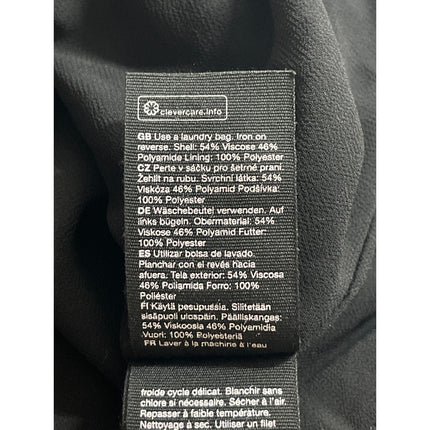 clevercare.info
GB Use a laundry bag. Iron on
reverse. Shell: 54% Viscose 46%
Polyamide Lining: 100% Polyester
CZ Perte v sáčku pro šetrné praní.
Žehlit na rubu. Svrchní látka: 54%
Viskóza 46% Polyamid Podšívka:
100% Polyester
DE Wäschebeutel verwenden. Auf
links bügeln. Obermaterial: 54%
Viskose 46% Polyamid Futter:
100% Polyester
ES Utilizar bolsa de lavado.
Planchar con el revés hacia
afuera. Tela exterior: 54% Viscosa
46% Poliamida Forro: 100%
Poliéster
FI Käytä pesupussia. Silitetään
sisäpuoli ulospäin. Päälliskangas:
54% Viskoosia 46% Polyamidia
Vuori: 100% Polyesteriä
FR Laver à la machine à l'eau
froide cycle délicat. Blanchir sans
chlore si nécessaire. Sécher à l'air.
Repasser à faible température.
Nettoyage à sec. Utiliser un filet